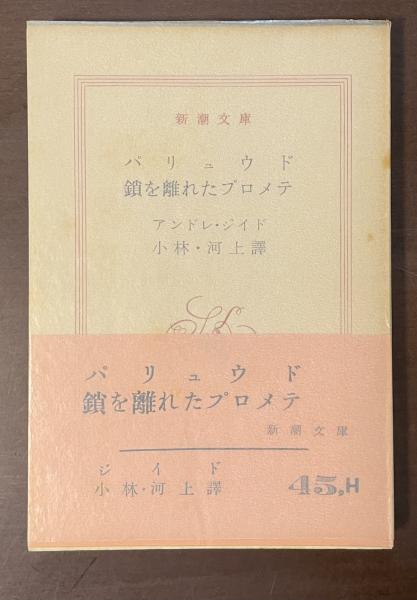 新潮文庫
パリュウド
鎖を離れたプロメテ
アンドレ・ジイド
小林・河上譯
パリュウド
鎖を離れたプロメテ
新潮文庫
ジイド
小林・河上譯
45,H